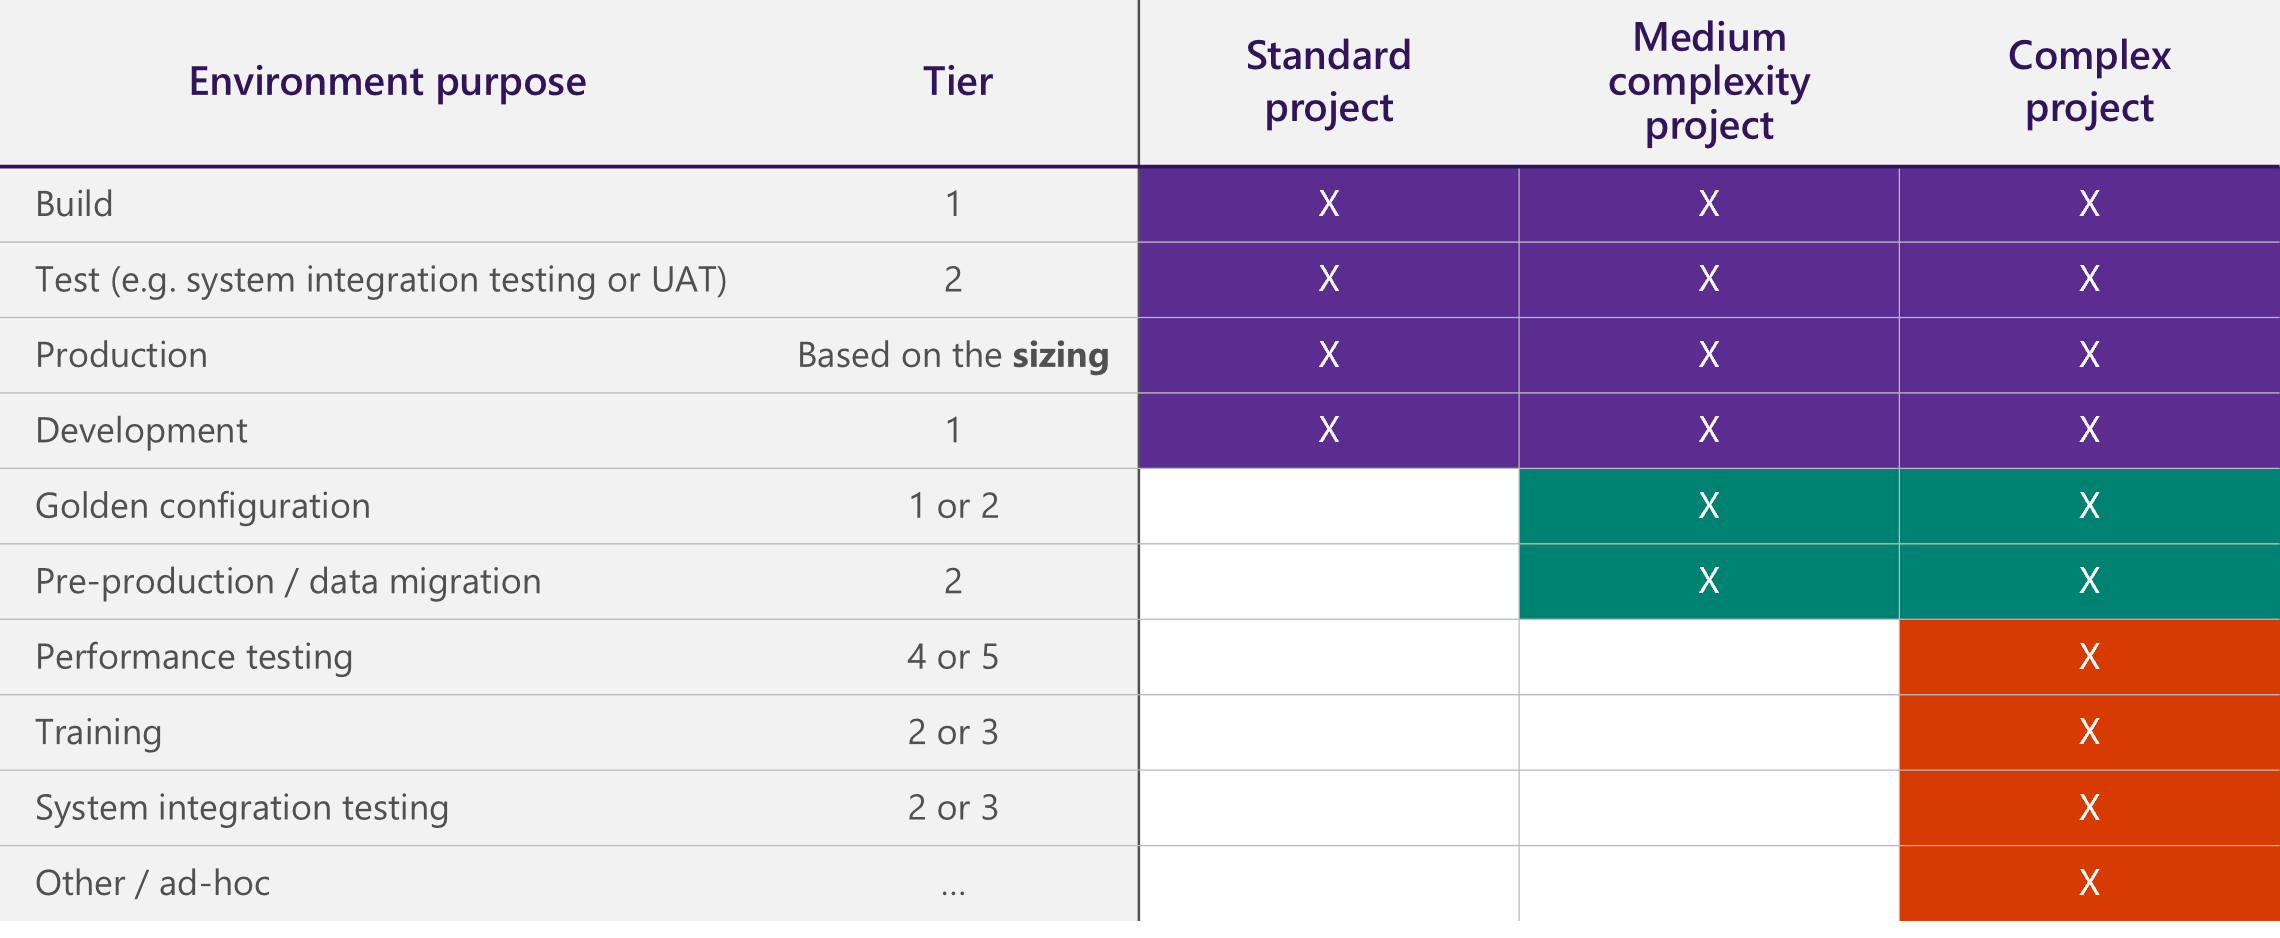 Environment purpose Tier Standard project Medium complexity project Complex project
Build 1 X X X
Test (e.g. system integration testing or UAT) 2 X X X
Production Based on the sizing X X X
Development 1 X X X
Golden configuration 1 or 2 X X
Pre-production / data migration 2 X X
Performance testing 4 or 5 X
Training 2 or 3 X
System integration testing 2 or 3 X
Other / ad-hoc ... X